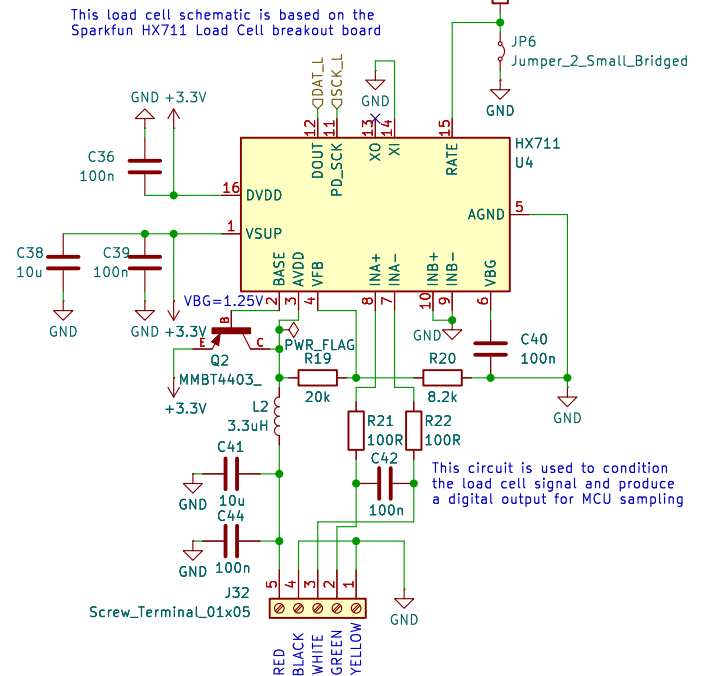 This load cell schematic is based on the
Sparkfun HX711 Load Cell breakout board
JP6
Jumper_2_Small_Bridged
GND
GND
+3.3V
DAT_L
SCK_L
GND
C36
100n
12
11
13
14
15
DOUT
PD_SCK
XO
XI
RATE
HX711
U4
16
DVDD
AGND
5
1
VSUP
C38
10u
C39
100n
BASE
AVDD
VFB
INA+
INA-
INB+
INB-
VBG
2
3
4
8
7
10
9
6
VBG=1.25V
GND
GND
+3.3V
B
E
C
Q2
MMBT4403_
+3.3V
PWR_FLAG
GND
C40
100n
R19
20k
R20
8.2k
GND
L2
3.3uH
R21
100R
R22
100R
C41
10u
GND
C42
100n
This circuit is used to condition
the load cell signal and produce
a digital output for MCU sampling
C44
100n
GND
J32
Screw_Terminal_01x05
5
4
3
2
1
GND
RED
BLACK
WHITE
GREEN
YELLOW